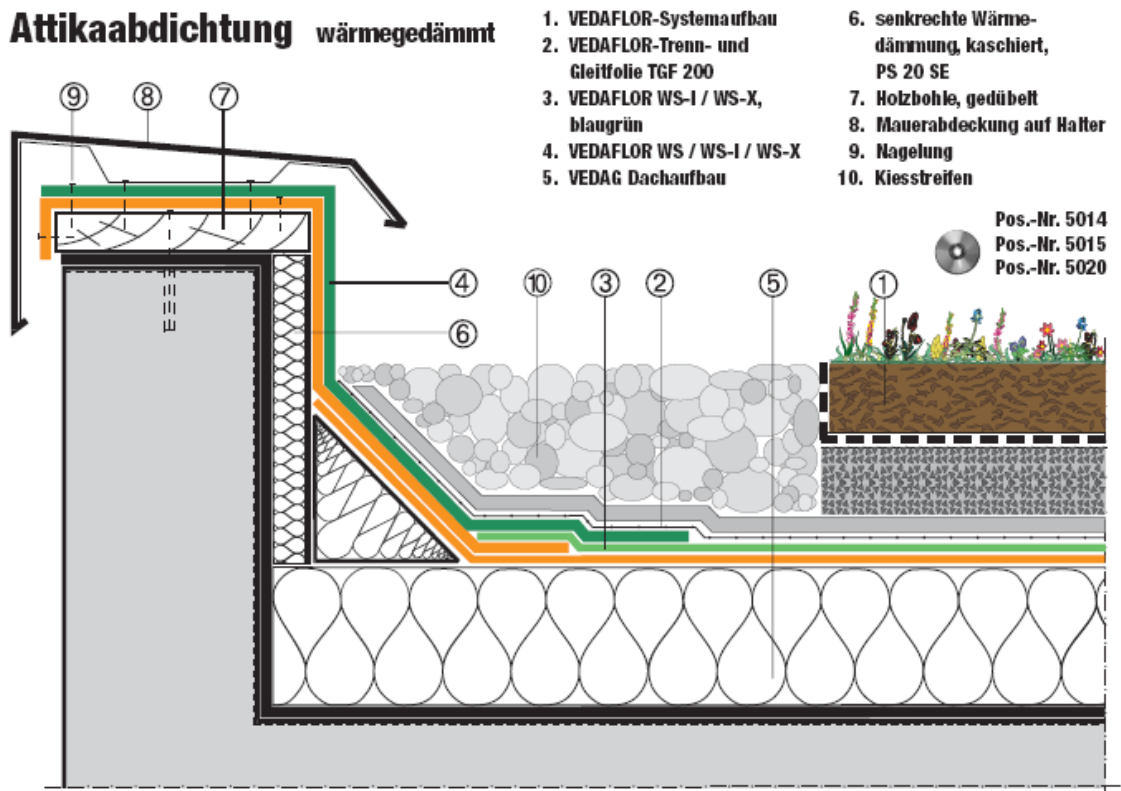 Attikaabdichtung wärmegedämmt
1. VEDAFLOR-Systemaufbau
2. VEDAFLOR-Trenn- und
Gleitfolie TGF 200
3. VEDAFLOR WS-I / WS-X,
blaugrün
4. VEDAFLOR WS / WS-I / WS-X
5. VEDAG Dachaufbau
6. senkrechte Wärme-
dämmung, kaschiert,
PS 20 SE
7. Holzbohle, gedübelt
8. Mauerabdeckung auf Halter
9. Nagelung
10. Kiesstreifen
Pos.-Nr. 5014
Pos.-Nr. 5015
Pos.-Nr. 5020
9 8 7
4 10 3 2 5 1
6